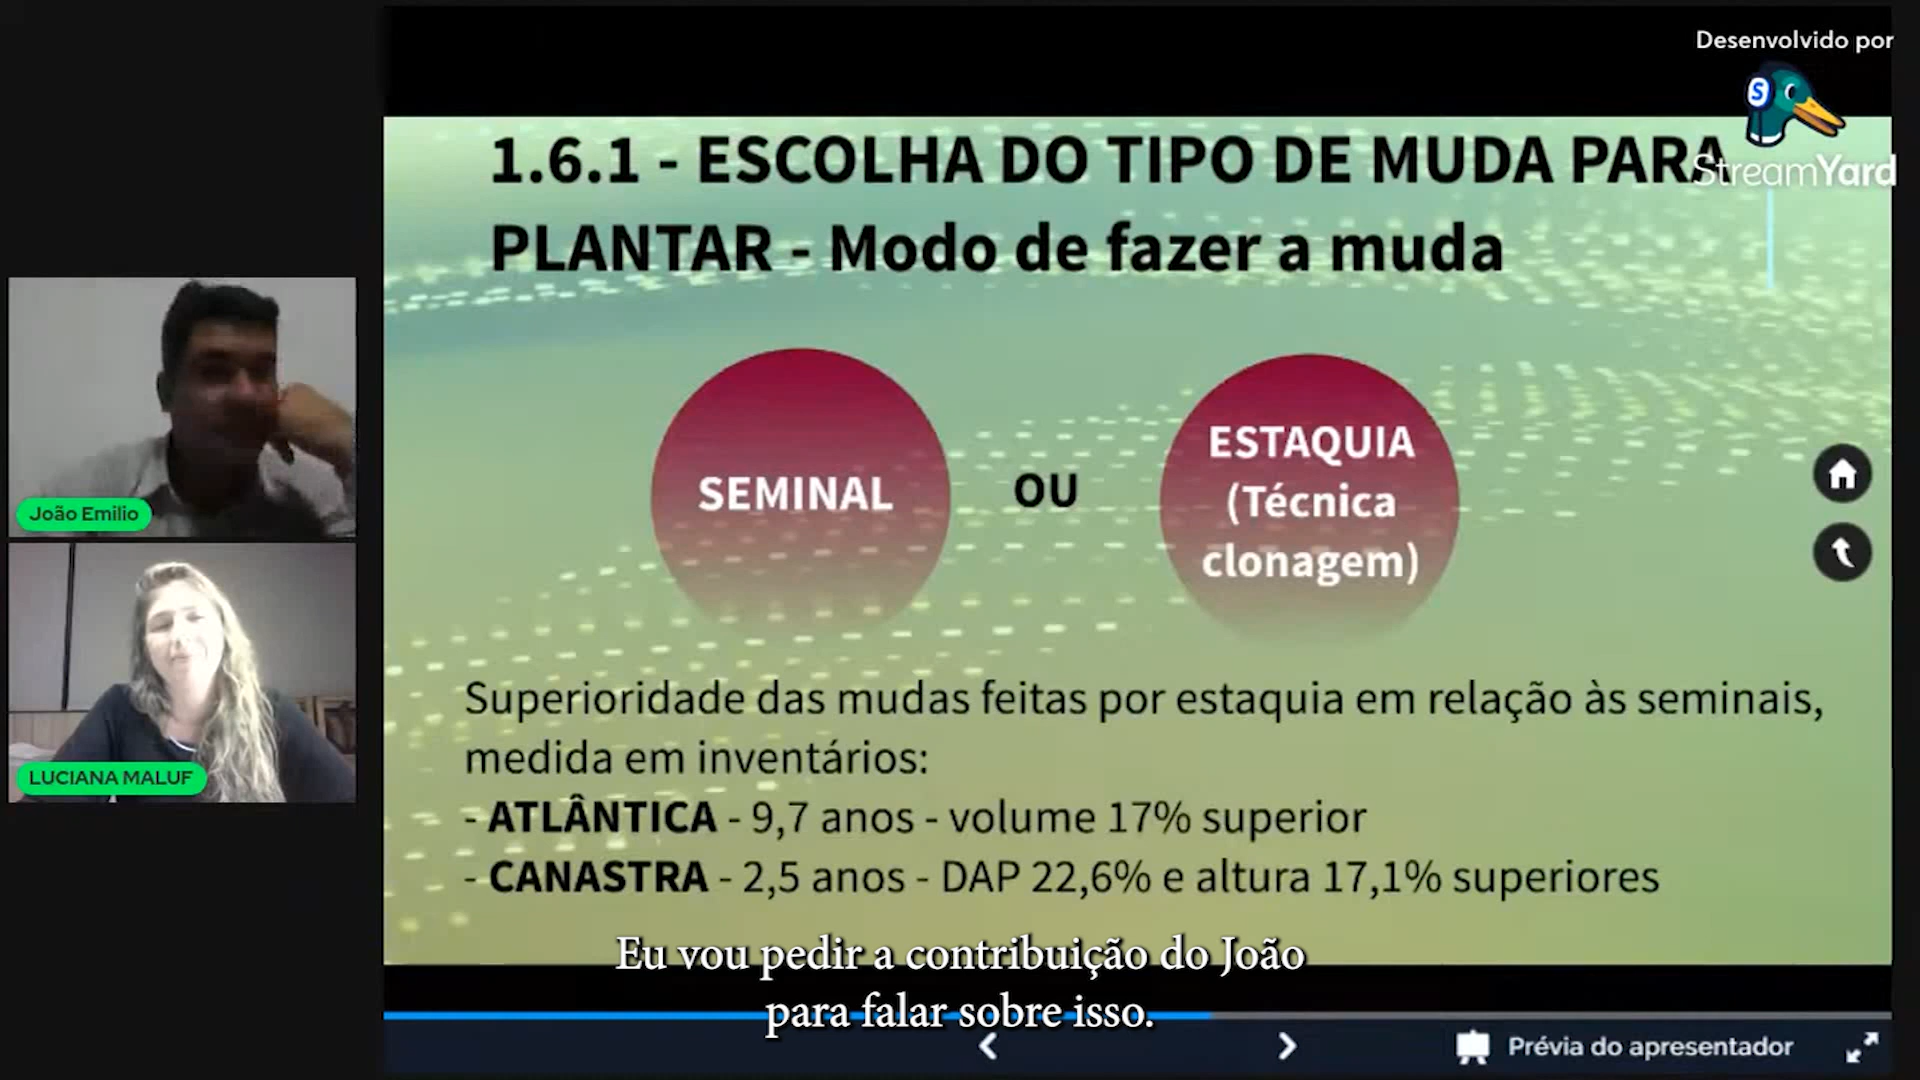 Desenvolvido por
StreamYard
1.6.1 - ESCOLHA DO TIPO DE MUDA PARA
PLANTAR - Modo de fazer a muda
SEMINAL
OU
ESTAQUIA
(Técnica
clonagem)
João Emilio
LUCIANA MALUF
Superioridade das mudas feitas por estaquia em relação às seminais,
medida em inventários:
- ATLÂNTICA - 9,7 anos - volume 17% superior
- CANASTRA - 2,5 anos - DAP 22,6% e altura 17,1% superiores
Eu vou pedir a contribuição do João
para falar sobre isso.
Prévia do apresentador